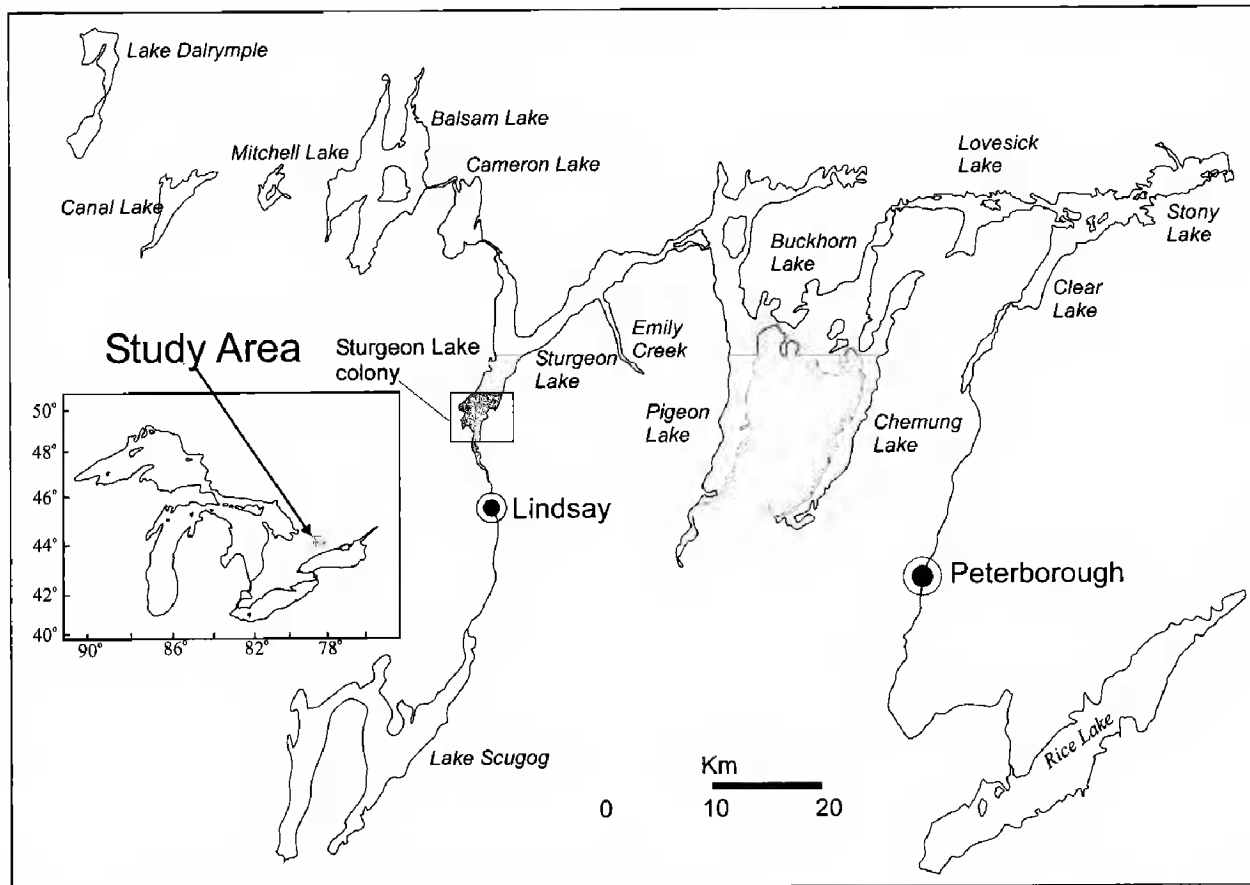 Lake Dalrymple
Balsam Lake
Mitchell Lake
Cameron Lake
Canal Lake
Lovesick
Lake
Stony
Lake
Buckhorn
Lake
Clear
Lake
Emily
Creek
Study Area
Sturgeon Lake
colony
Sturgeon
Lake
Pigeon
Lake
Chemung
Lake
50°
48°
46°
44°
42°
40°
90°
86°
82°
78°
Lindsay
Peterborough
Lake Scugog
Rice Lake
Km
0
10
20